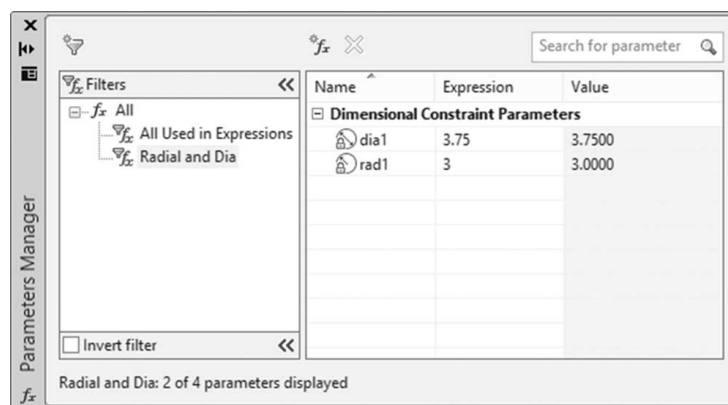 Search for parameter
Filters
Name Expression Value
fx All
All Used in Expressions
Radial and Dia
Dimensional Constraint Parameters
dia1 3.75 3.7500
rad1 3 3.0000
Invert filter
Radial and Dia: 2 of 4 parameters displayed
Parameters Manager
fx